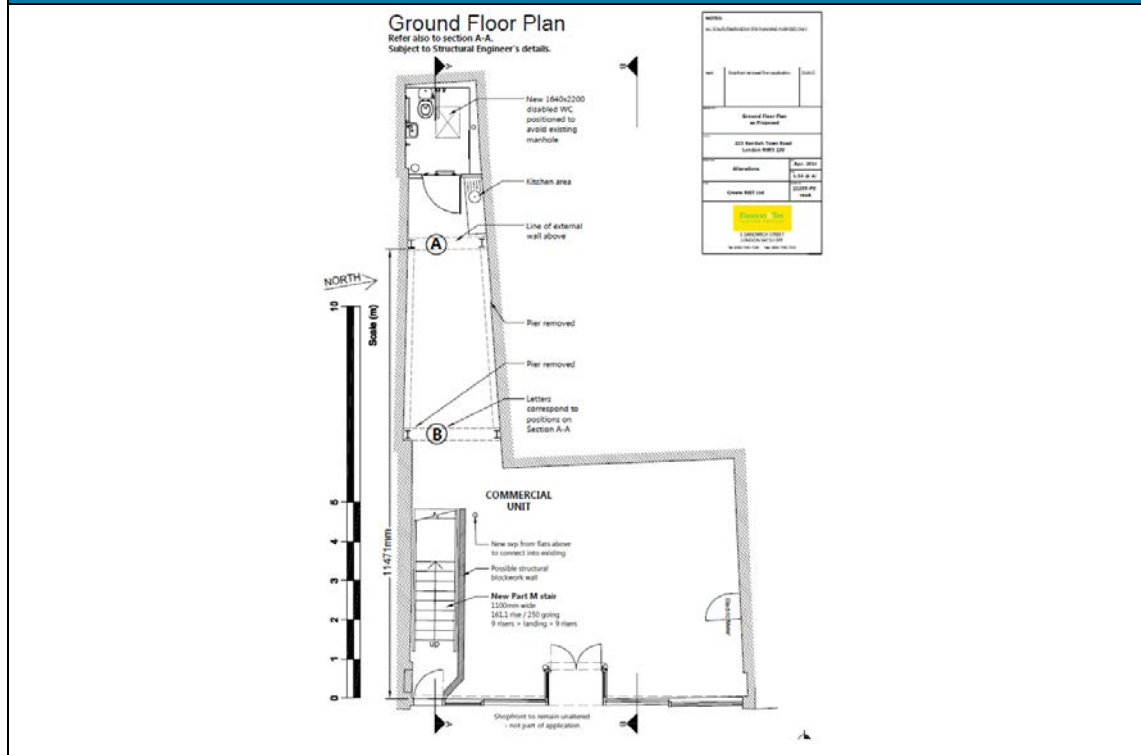 Ground Floor Plan
Refer also to section A-A.
Subject to Structural Engineer's details.
A
B
New 1640x2200
disabled WC
positioned to
avoid existing
manhole
Kitchen area
Line of external
wall above
A
NORTH
Pier removed
Pier removed
Letters
correspond to
positions on
Section A-A
B
10
Scale (m)
5
4
3
2
1
0
11471mm
COMMERCIAL
UNIT
New svp from flats above
to connect into existing
Possible structural
blockwork wall
New Part M stair
1100mm wide
161.1 rise / 250 going
9 risers > landing > 9 risers
up
Shopfront to remain unaltered
- not part of application
A
B
NOTES:
Ground Floor Plan
as Proposed
Alterations
LONDON